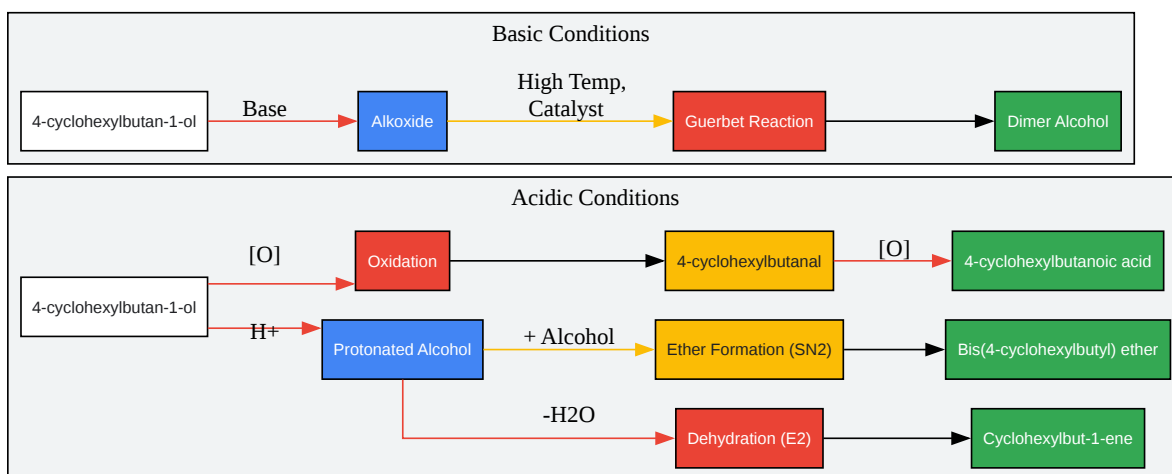 Basic Conditions
High Temp,
Catalyst
Base
4-cyclohexylbutan-1-ol
Alkoxide
Guerbet Reaction
Dimer Alcohol
Acidic Conditions
[O]
[O]
Oxidation
4-cyclohexylbutanal
4-cyclohexylbutanoic acid
4-cyclohexylbutan-1-ol
H+
+ Alcohol
Protonated Alcohol
Ether Formation (SN2)
Bis(4-cyclohexylbutyl) ether
-H2O
Dehydration (E2)
Cyclohexylbut-1-ene